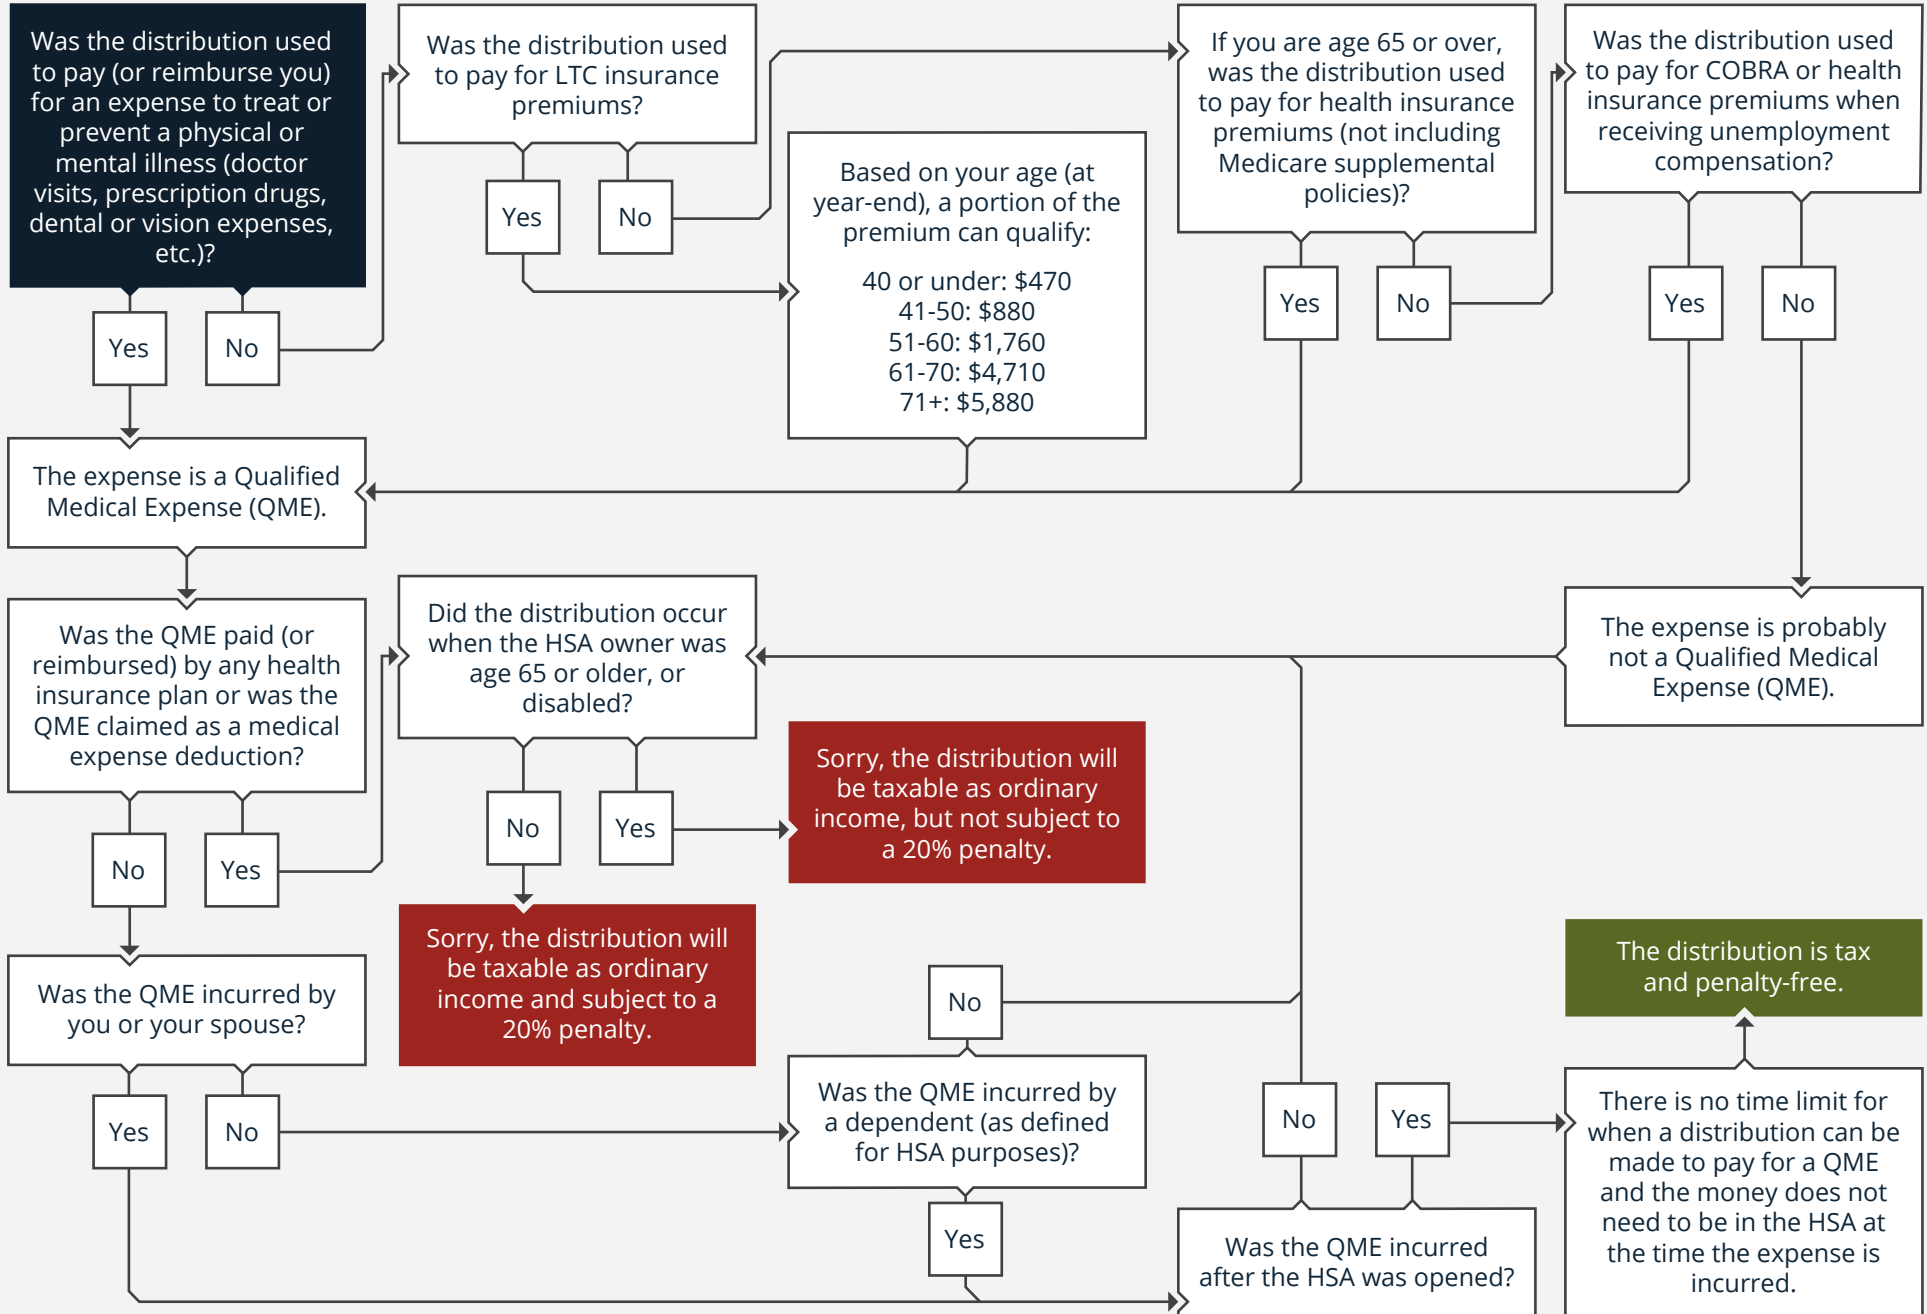 Was the distribution used
to pay (or reimburse you)
for an expense to treat or
prevent a physical or
mental illness (doctor
visits, prescription drugs,
dental or vision expenses,
etc.)?
Yes
No
Was the distribution used
to pay for LTC insurance
premiums?
Yes
No
Based on your age (at
year-end), a portion of the
premium can qualify:
40 or under: $470
41-50: $880
51-60: $1,760
61-70: $4,710
71+: $5,880
If you are age 65 or over,
was the distribution used
to pay for health insurance
premiums (not including
Medicare supplemental
policies)?
Yes
No
Was the distribution used
to pay for COBRA or health
insurance premiums when
receiving unemployment
compensation?
Yes
No
The expense is a Qualified
Medical Expense (QME).
Was the QME paid (or
reimbursed) by any health
insurance plan or was the
QME claimed as a medical
expense deduction?
No
Yes
Did the distribution occur
when the HSA owner was
age 65 or older, or
disabled?
No
Yes
Sorry, the distribution will
be taxable as ordinary
income, but not subject to
a 20% penalty.
Sorry, the distribution will
be taxable as ordinary
income and subject to a
20% penalty.
The expense is probably
not a Qualified Medical
Expense (QME).
Was the QME incurred by
you or your spouse?
Yes
No
No
Was the QME incurred by
a dependent (as defined
for HSA purposes)?
Yes
No
Yes
Was the QME incurred
after the HSA was opened?
The distribution is tax
and penalty-free.
There is no time limit for
when a distribution can be
made to pay for a QME
and the money does not
need to be in the HSA at
the time the expense is
incurred.